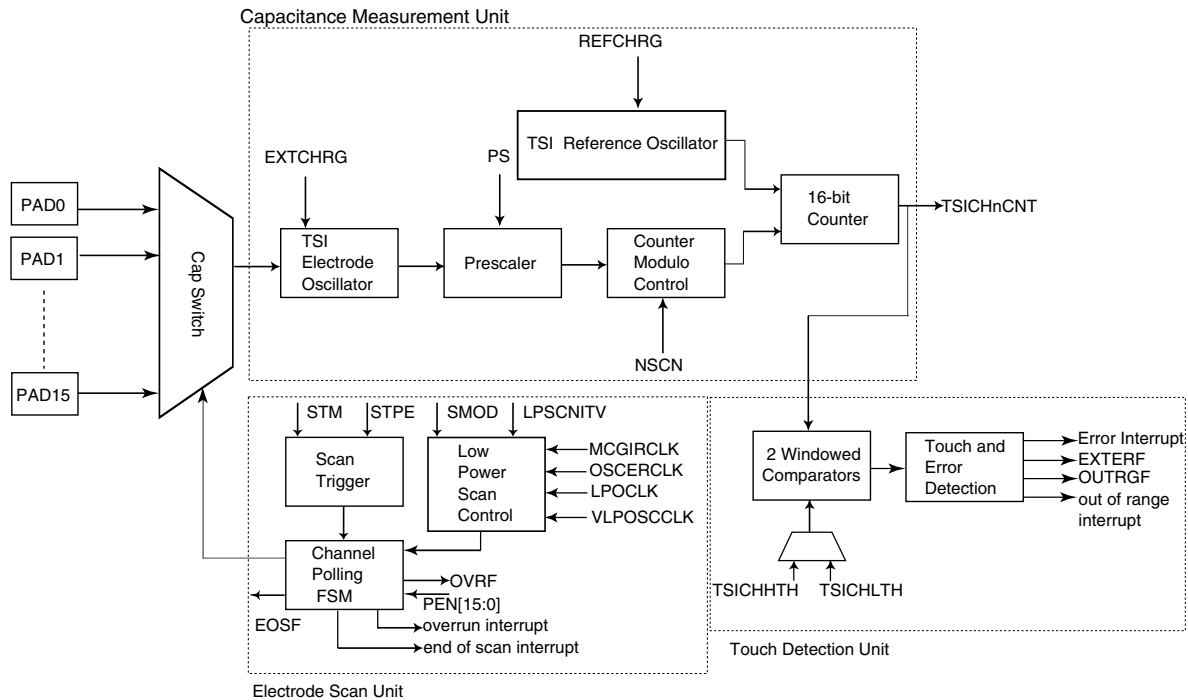 Capacitance Measurement Unit
REFCHRG
TSI Reference Oscillator
EXTCHRG
PS
PAD0
PAD1
PAD15
Cap Switch
TSI
Electrode
Oscillator
Prescaler
Counter
Modulo
Control
16-bit
Counter
TSICHnCNT
NSCN
STM
STPE
SMOD
LPSCNITV
Scan
Trigger
Low
Power
Scan
Control
MCGIRCLK
OSCERCLK
LPOCLK
VLPOSCCLK
Channel
Polling
FSM
OVRF
PEN[15:0]
EOSF
overrun interrupt
end of scan interrupt
Electrode Scan Unit
2 Windowed
Comparators
Touch and
Error
Detection
Error Interrupt
EXTERF
OUTRGF
out of range
interrupt
TSICHHTH
TSICHLTH
Touch Detection Unit